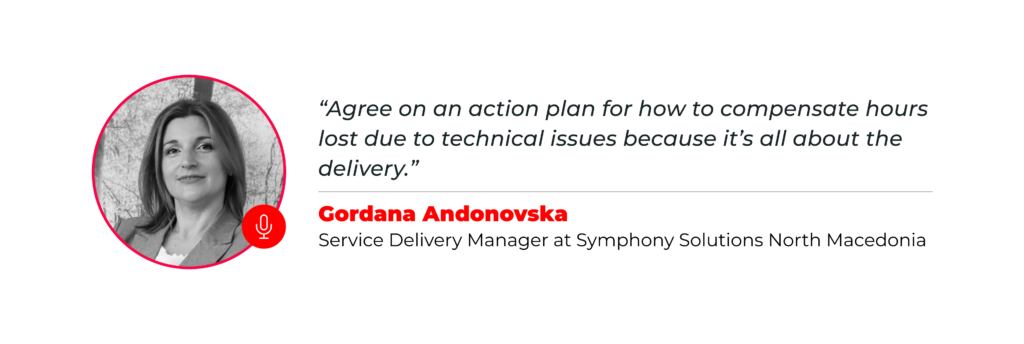 “Agree on an action plan for how to compensate hours
lost due to technical issues because it’s all about the
delivery.”
Gordana Andonovska
Service Delivery Manager at Symphony Solutions North Macedonia